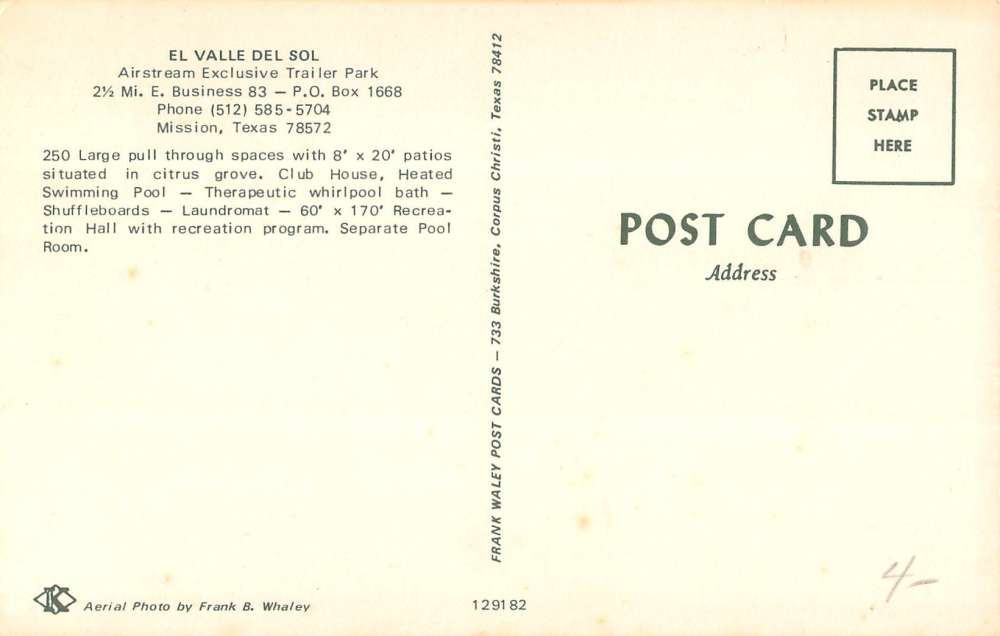 EL VALLE DEL SOL
Airstream Exclusive Trailer Park
2½ Mi. E. Business 83 — P.O. Box 1668
Phone (512) 585-5704
Mission, Texas 78572
250 Large pull through spaces with 8' x 20' patios
situated in citrus grove. Club House, Heated
Swimming Pool — Therapeutic whirlpool bath —
Shuffleboards — Laundromat — 60' x 170' Recrea-
tion Hall with recreation program. Separate Pool
Room.
Aerial Photo by Frank B. Whaley
FRANK WALEY POST CARDS — 733 Burkshire, Corpus Christi, Texas 78412
129182
PLACE
STAMP
HERE
POST CARD
Address
4-